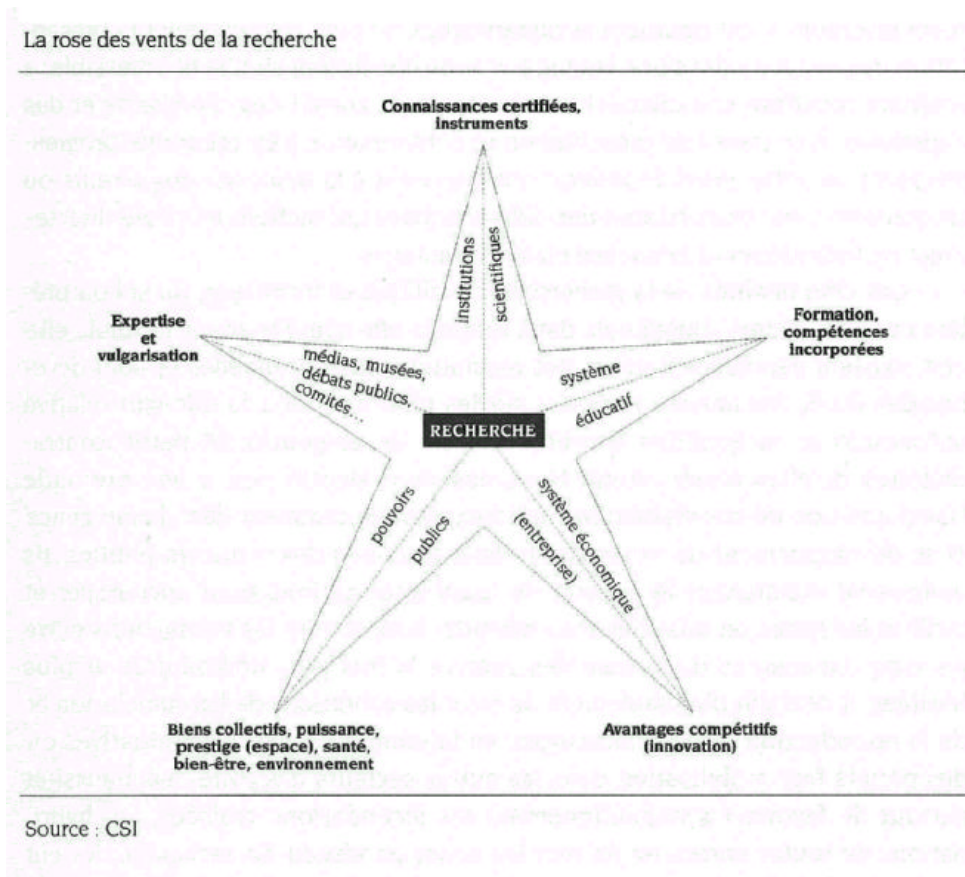 La rose des vents de la recherche
Connaissances certifiées,
instruments
institutions
scientifiques
Expertise
et
vulgarisation
médias, musées,
débats publics,
comités...
Formation,
compétences
incorporées
système
éducatif
RECHERCHE
pouvoirs
publics
système économique
(entreprise)
Biens collectifs, puissance,
prestige (espace), santé,
bien-être, environnement
Avantages compétitifs
(innovation)
Source : CSI